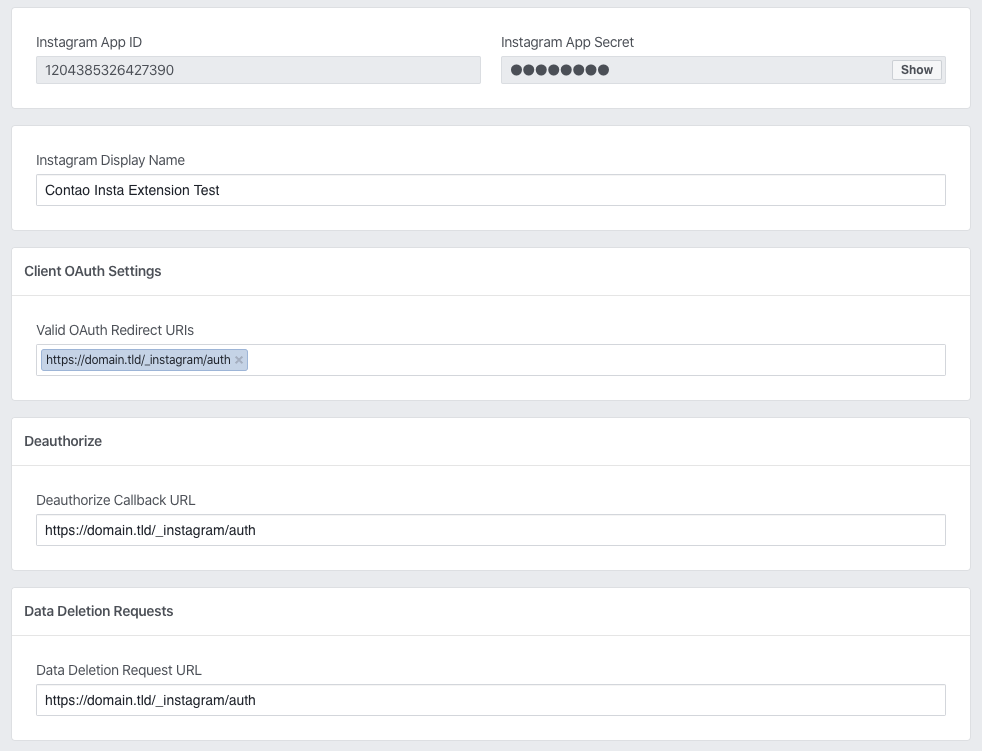 Instagram App ID
Instagram App Secret
1204385326427390
●●●●●●●● Show
Instagram Display Name
Contao Insta Extension Test
Client OAuth Settings
Valid OAuth Redirect URIs
https://domain.tld/_instagram/auth ×
Deauthorize
Deauthorize Callback URL
https://domain.tld/_instagram/auth
Data Deletion Requests
Data Deletion Request URL
https://domain.tld/_instagram/auth